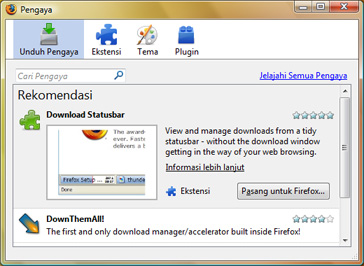 Pengaya
Unduh Pengaya
Ekstensi
Tema
Plugin
Cari Pengaya
Jelajahi Semua Pengaya
Rekomendasi
Download Statusbar
The award
ever. Faste
delivers a b
Firefox Setup ...
thunde
Done
View and manage downloads from a tidy
statusbar - without the download window
getting in the way of your web browsing.
Informasi lebih lanjut
Ekstensi
Pasang untuk Firefox...
DownThemAll!
The first and only download manager/accelerator built inside Firefox!